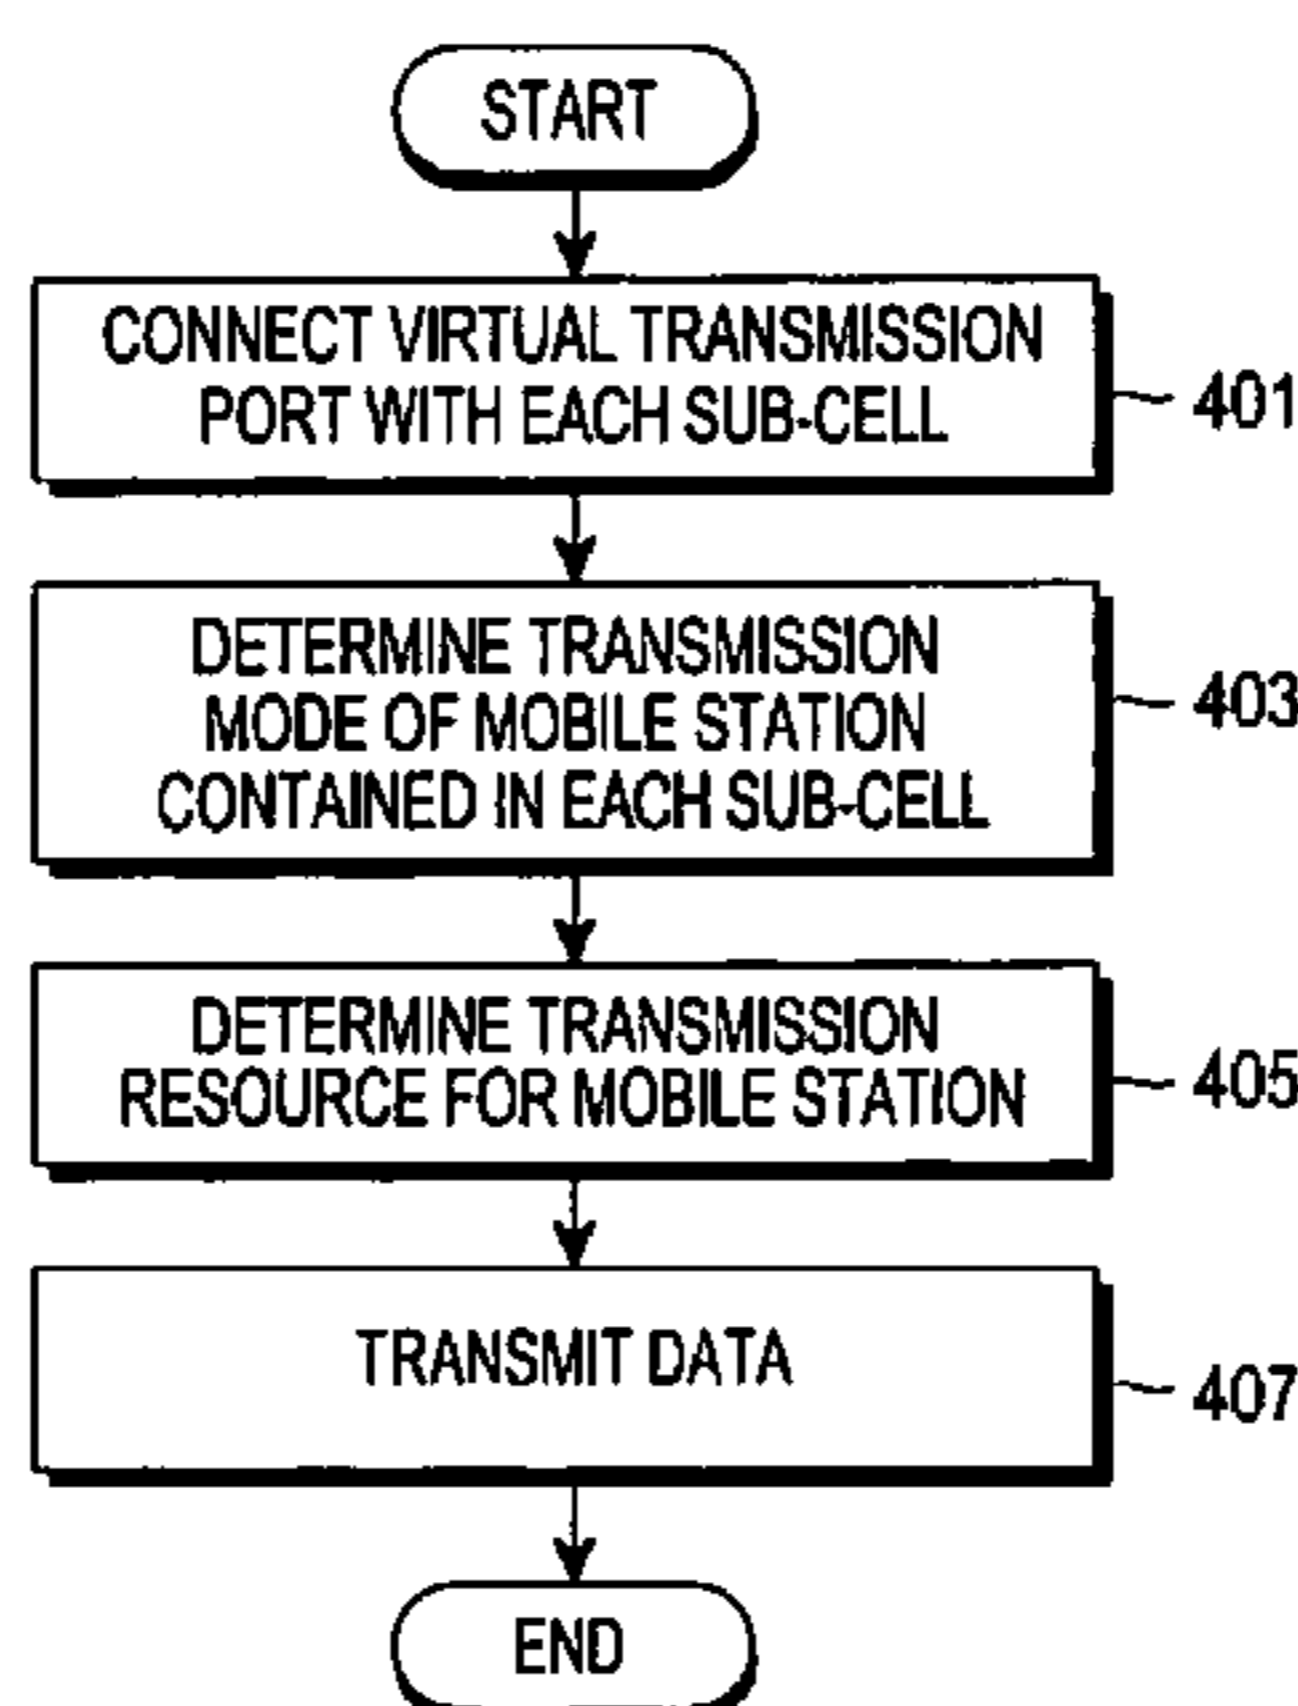 START
CONNECT VIRTUAL TRANSMISSION
PORT WITH EACH SUB-CELL
401
DETERMINE TRANSMISSION
MODE OF MOBILE STATION
CONTAINED IN EACH SUB-CELL
403
DETERMINE TRANSMISSION
RESOURCE FOR MOBILE STATION
405
TRANSMIT DATA
407
END